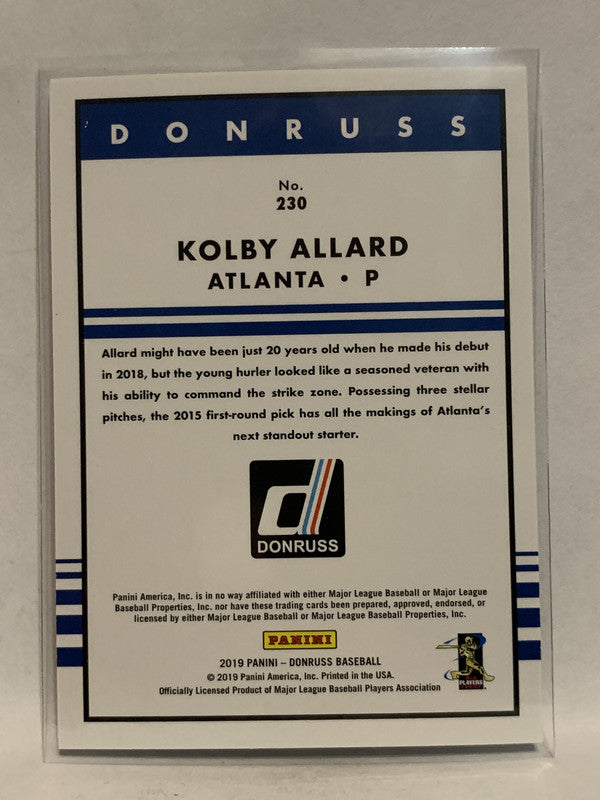 DONRUSS
No.
230
KOLBY ALLARD
ATLANTA • P
Allard might have been just 20 years old when he made his debut
in 2018, but the young hurler looked like a seasoned veteran with
his ability to command the strike zone. Possessing three stellar
pitches, the 2015 first-round pick has all the makings of Atlanta's
next standout starter.
d
DONRUSS
Panini America, Inc. is in no way affiliated with either Major League Baseball or Major League
Baseball Properties, Inc. nor have these trading cards been prepared, approved, endorsed, or
licensed by either Major League Baseball or Major League Baseball Properties, Inc.
PANINI
2019 PANINI – DONRUSS BASEBALL
© 2019 Panini America, Inc. Printed in the USA.
Officially Licensed Product of Major League Baseball Players Association
PLAYERS